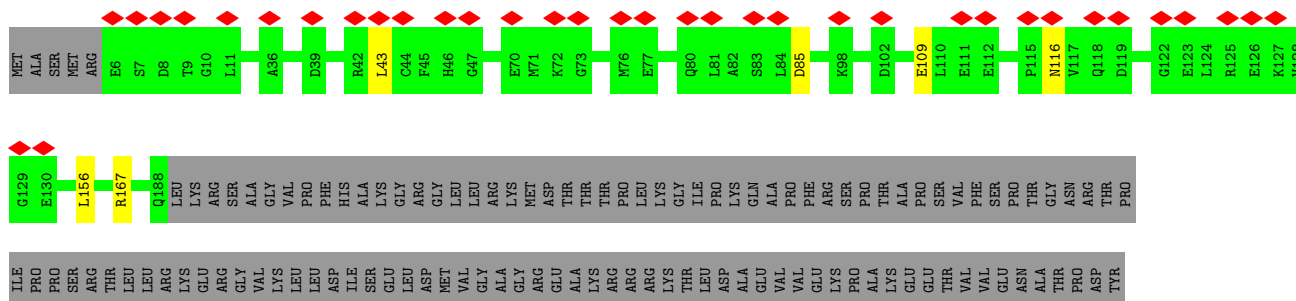 MET ALA SER MET ARG E6 S7 D8 T9 G10 L11 A36 D39 R42 L43 C44 F45 H46 G47 E70 M71 K72 G73 M76 E77 Q80 L81 A82 S83 L84 D85 K98 D102 E109 L110 E111 E112 P115 N116 V117 Q118 D119 G122 E123 L124 R125 E126 K127 V128
G129 E130 L156 R167 Q188 LEU LYS ARG SER ALA GLY VAL PRO PHE HIS ALA LYS GLY ARG GLY LEU LEU ARG LYS MET ASP THR THR THR PRO LEU LYS GLY ILE PRO LYS GLN ALA PRO PHE ARG SER PRO THR ALA PRO SER VAL PHE SER PRO THR GLY ASN ARG THR PRO
ILE PRO PRO SER ARG THR LEU LEU ARG LYS GLU ARG GLY VAL LYS LEU LEU ASP ILE SER GLU LEU ASP MET VAL GLY ALA GLY ARG GLU ALA LYS ARG ARG ARG LYS THR LEU ASP ALA GLU VAL VAL GLU LYS PRO ALA LYS GLU GLU THR VAL VAL GLU ASN ALA THR PRO ASP TYR